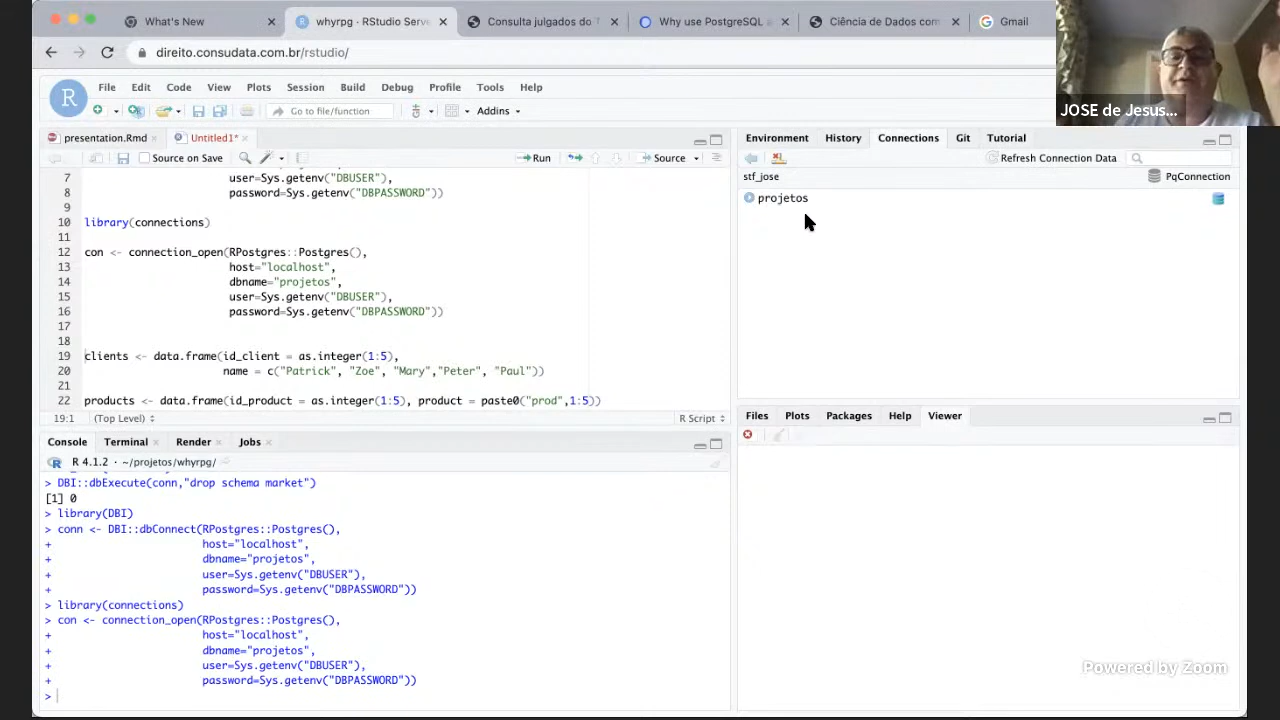 What's New
whyrpg · RStudio Serve
Consulta julgados do T
Why use PostgreSQL a
Ciência de Dados com
Gmail
direito.consudata.com.br/rstudio/
File Edit Code View Plots Session Build Debug Profile Tools Help
Go to file/function
Addins
JOSE de Jesus...
presentation.Rmd
Untitled1*
Source on Save
Run
Source
7 user=Sys.getenv("DBUSER"),
8 password=Sys.getenv("DBPASSWORD"))
9
10 library(connections)
11
12 con <- connection_open(RPostgres::Postgres(),
13 host="localhost",
14 dbname="projetos",
15 user=Sys.getenv("DBUSER"),
16 password=Sys.getenv("DBPASSWORD"))
17
18
19 clients <- data.frame(id_client = as.integer(1:5),
20 name = c("Patrick", "Zoe", "Mary","Peter", "Paul"))
21
22 products <- data.frame(id_product = as.integer(1:5), product = paste0("prod",1:5))
19:1 (Top Level) R Script
Console Terminal Render Jobs
R 4.1.2 · ~/projetos/whyrpg/
> DBI::dbExecute(conn,"drop schema market")
[1] 0
> library(DBI)
> conn <- DBI::dbConnect(RPostgres::Postgres(),
+ host="localhost",
+ dbname="projetos",
+ user=Sys.getenv("DBUSER"),
+ password=Sys.getenv("DBPASSWORD"))
> library(connections)
> con <- connection_open(RPostgres::Postgres(),
+ host="localhost",
+ dbname="projetos",
+ user=Sys.getenv("DBUSER"),
+ password=Sys.getenv("DBPASSWORD"))
>
Environment History Connections Git Tutorial
Refresh Connection Data
stf_jose
PqConnection
projetos
Files Plots Packages Help Viewer
Powered by Zoom